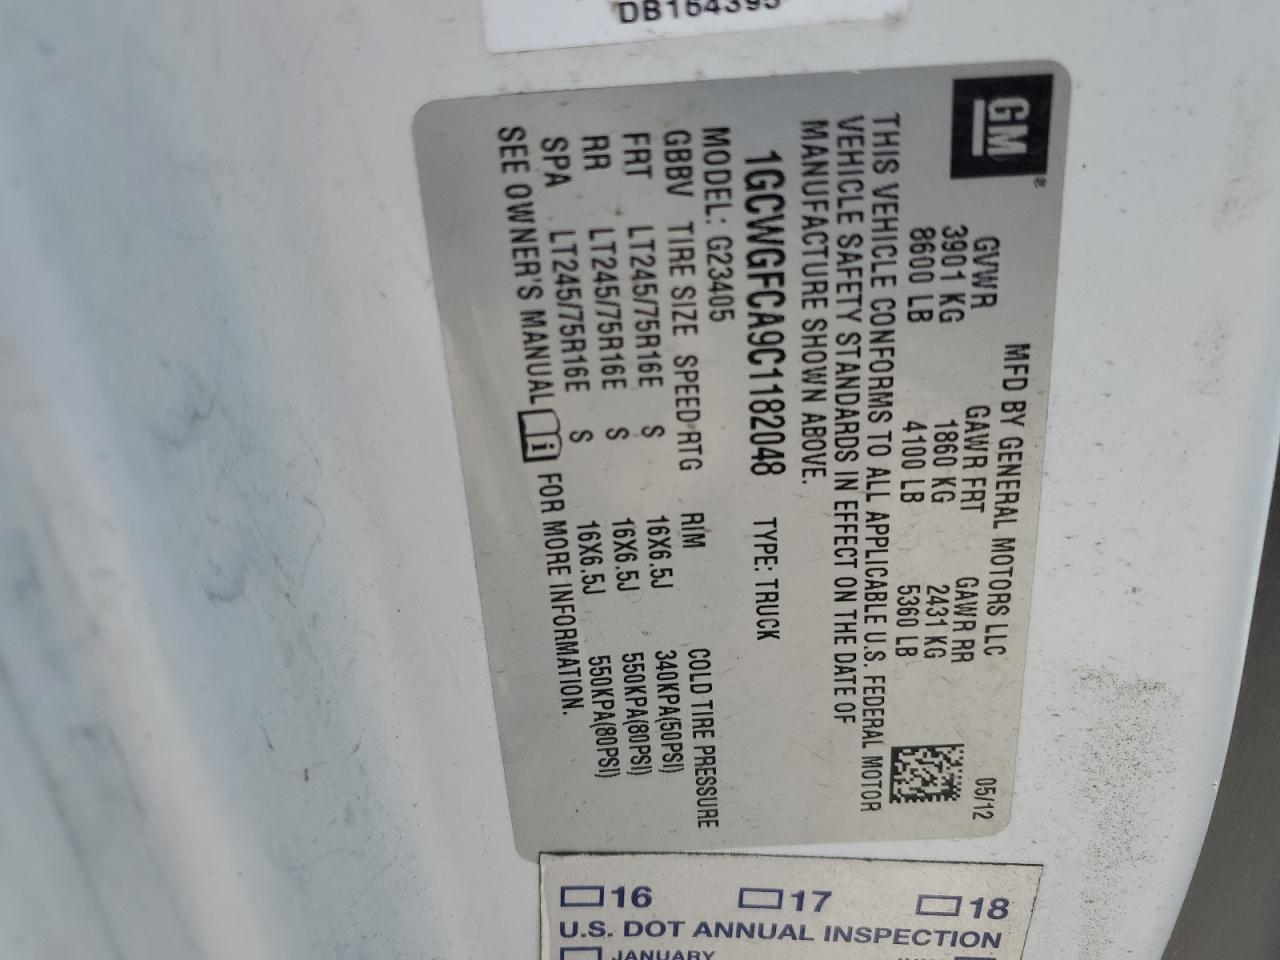 DB164395
GM®
MFD BY GENERAL MOTORS LLC
05/12
GVWR GAWR FRT GAWR RR
3901 KG 1860 KG 2431 KG
8600 LB 4100 LB 5360 LB
THIS VEHICLE CONFORMS TO ALL APPLICABLE U.S. FEDERAL MOTOR
VEHICLE SAFETY STANDARDS IN EFFECT ON THE DATE OF
MANUFACTURE SHOWN ABOVE.
1GCWGFCA9C1182048 TYPE: TRUCK
MODEL: G23405
GBBV TIRE SIZE SPEED RTG RIM COLD TIRE PRESSURE
FRT LT245/75R16E S 16X6.5J 340KPA(50PSI)
RR LT245/75R16E S 16X6.5J 550KPA(80PSI)
SPA LT245/75R16E S 16X6.5J 550KPA(80PSI)
SEE OWNER'S MANUAL i FOR MORE INFORMATION.
16 17 18
U.S. DOT ANNUAL INSPECTION
JANUARY